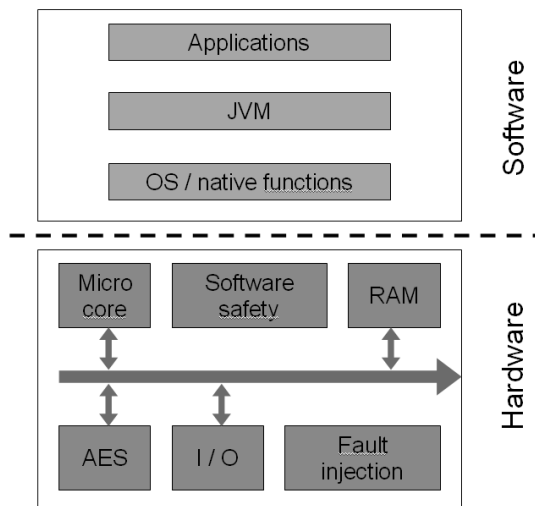 Applications
JVM
OS / native functions
Software
Micro
core
Software
safety
RAM
AES
I / O
Fault
injection
Hardware